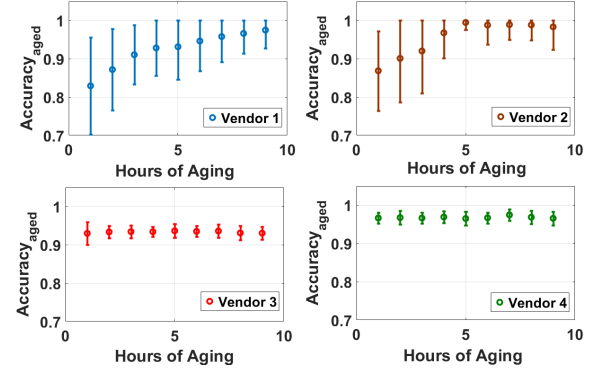 1
0.9
0.8
0.7
0
5
10
Accuracy_aged
Hours of Aging
Vendor 1
1
0.9
0.8
0.7
0
5
10
Accuracy_aged
Hours of Aging
Vendor 2
1
0.9
0.8
0.7
0
5
10
Accuracy_aged
Hours of Aging
Vendor 3
1
0.9
0.8
0.7
0
5
10
Accuracy_aged
Hours of Aging
Vendor 4